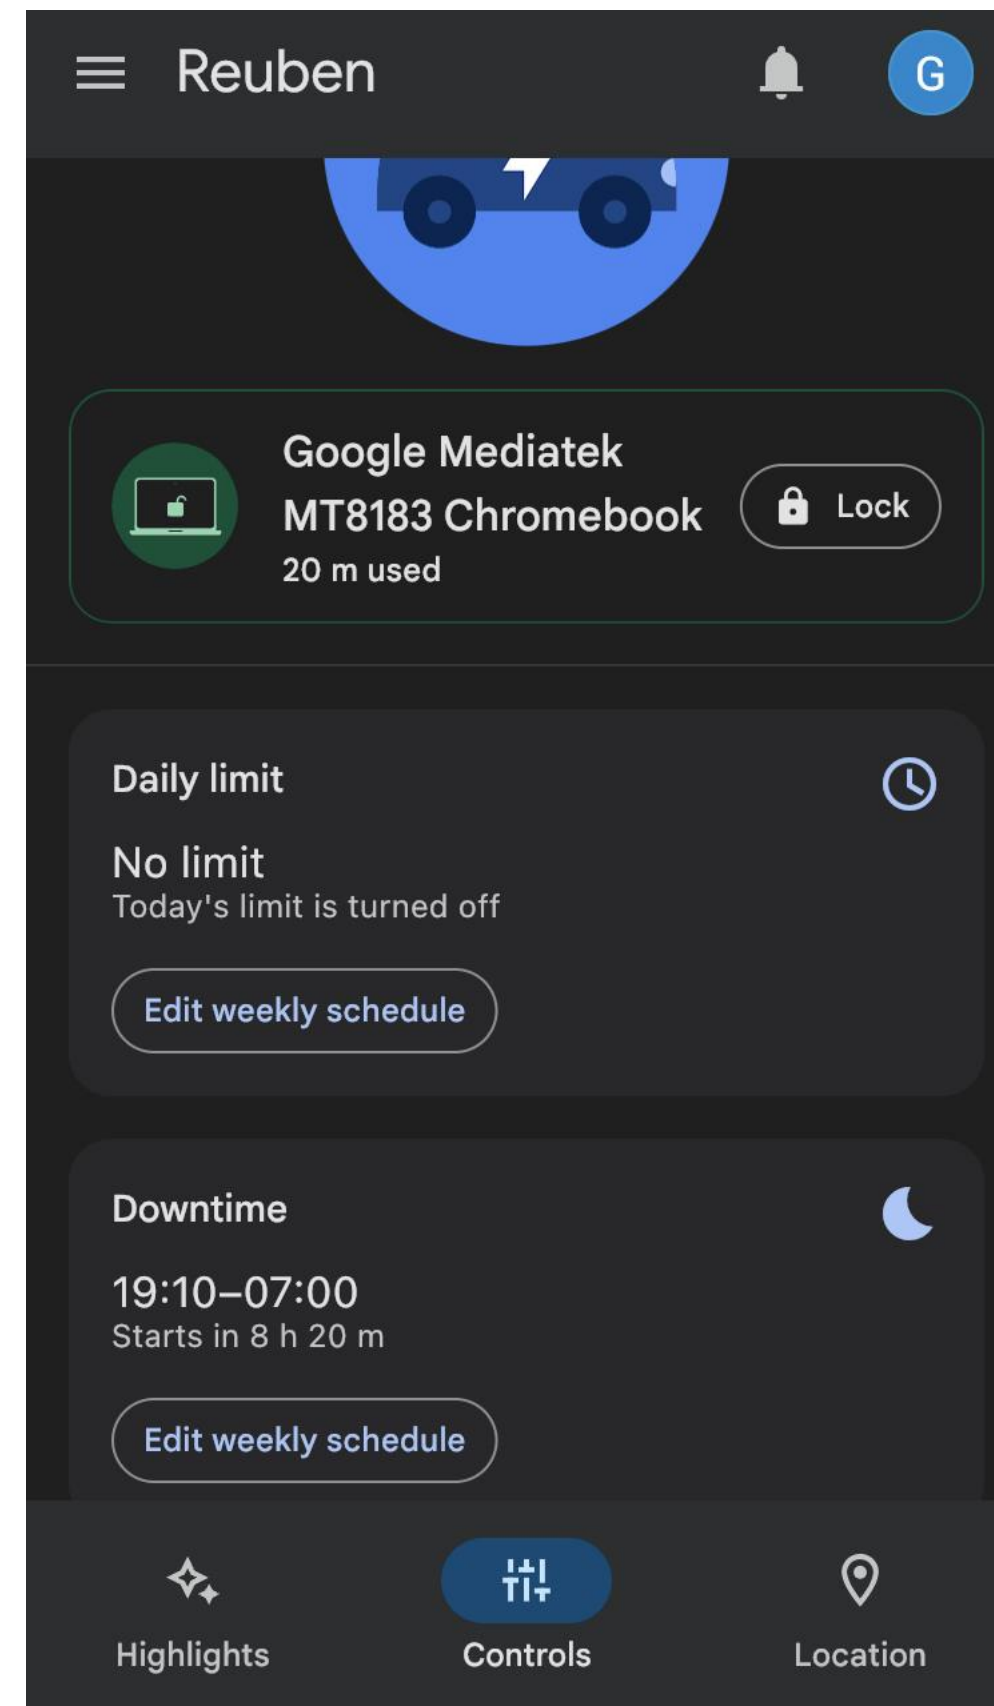 Reuben
G
Google Mediatek
MT8183 Chromebook
20 m used
Lock
Daily limit
No limit
Today's limit is turned off
Edit weekly schedule
Downtime
19:10–07:00
Starts in 8 h 20 m
Edit weekly schedule
Highlights
Controls
Location